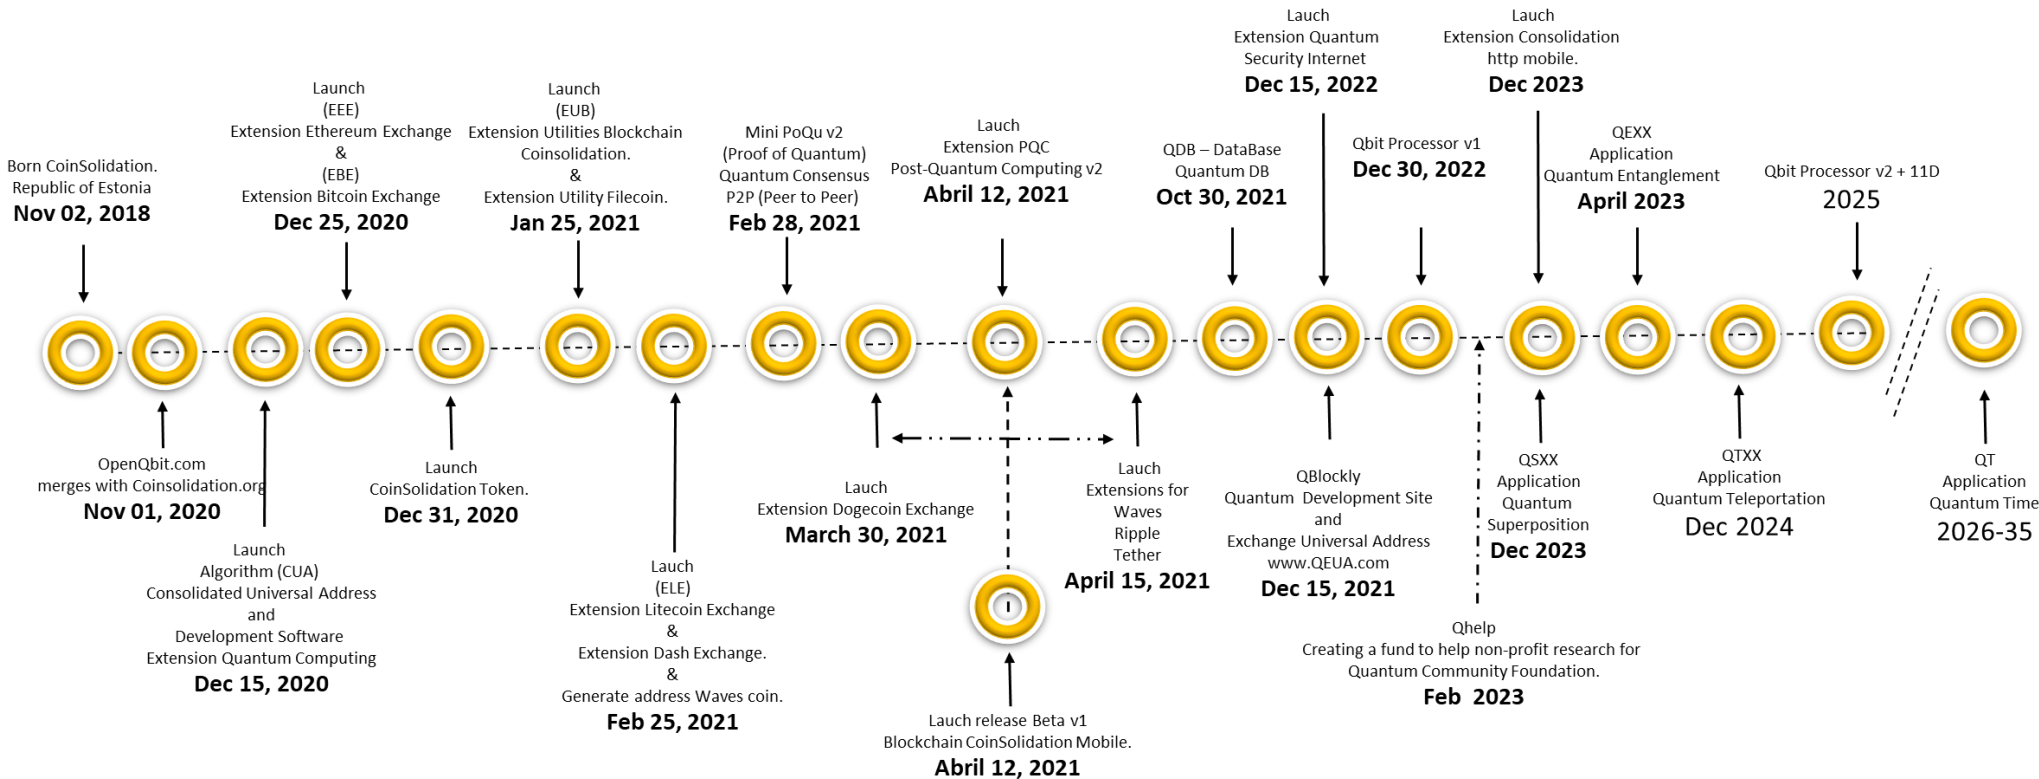 Born CoinSolidation.
Republic of Estonia
Nov 02, 2018
OpenQbit.com
merges with Coinsolidation.org
Nov 01, 2020
Launch
Algorithm (CUA)
Consolidated Universal Address
and
Development Software
Extension Quantum Computing
Dec 15, 2020
Launch
(EEE)
Extension Ethereum Exchange
&
(EBE)
Extension Bitcoin Exchange
Dec 25, 2020
Launch
CoinSolidation Token.
Dec 31, 2020
Launch
(EUB)
Extension Utilities Blockchain
Coinsolidation.
&
Extension Utility Filecoin.
Jan 25, 2021
Lauch
(ELE)
Extension Litecoin Exchange
&
Extension Dash Exchange.
&
Generate address Waves coin.
Feb 25, 2021
Mini PoQu v2
(Proof of Quantum)
Quantum Consensus
P2P (Peer to Peer)
Feb 28, 2021
Lauch
Extension Dogecoin Exchange
March 30, 2021
Lauch
Extension PQC
Post-Quantum Computing v2
Abril 12, 2021
Lauch release Beta v1
Blockchain CoinSolidation Mobile.
Abril 12, 2021
Lauch
Extensions for
Waves
Ripple
Tether
April 15, 2021
QDB – DataBase
Quantum DB
Oct 30, 2021
Lauch
Extension Quantum
Security Internet
Dec 15, 2022
QBlockly
Quantum Development Site
and
Exchange Universal Address
www.QEUA.com
Dec 15, 2021
Qbit Processor v1
Dec 30, 2022
Qhelp
Creating a fund to help non-profit research for
Quantum Community Foundation.
Feb 2023
Lauch
Extension Consolidation
http mobile.
Dec 2023
QSXX
Application
Quantum
Superposition
Dec 2023
QEXX
Application
Quantum Entanglement
April 2023
QTXX
Application
Quantum Teleportation
Dec 2024
Qbit Processor v2 + 11D
2025
QT
Application
Quantum Time
2026-35